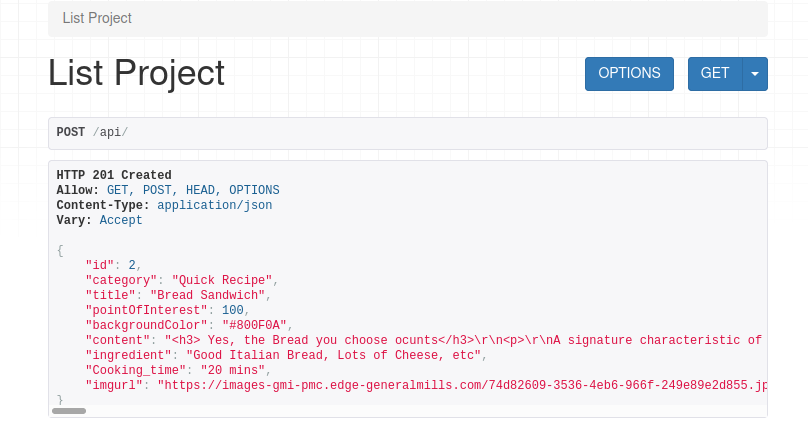 List Project
List Project
OPTIONS
GET
POST /api/
HTTP 201 Created
Allow: GET, POST, HEAD, OPTIONS
Content-Type: application/json
Vary: Accept
{
    "id": 2,
    "category": "Quick Recipe",
    "title": "Bread Sandwich",
    "pointOfInterest": 100,
    "backgroundColor": "#800F0A",
    "content": "<h3> Yes, the Bread you choose ocunts</h3>\r\n<p>\r\nA signature characteristic of
    "ingredient": "Good Italian Bread, Lots of Cheese, etc",
    "Cooking_time": "20 mins",
    "imgurl": "https://images-gmi-pmc.edge-generalmills.com/74d82609-3536-4eb6-966f-249e89e2d855.jp
}